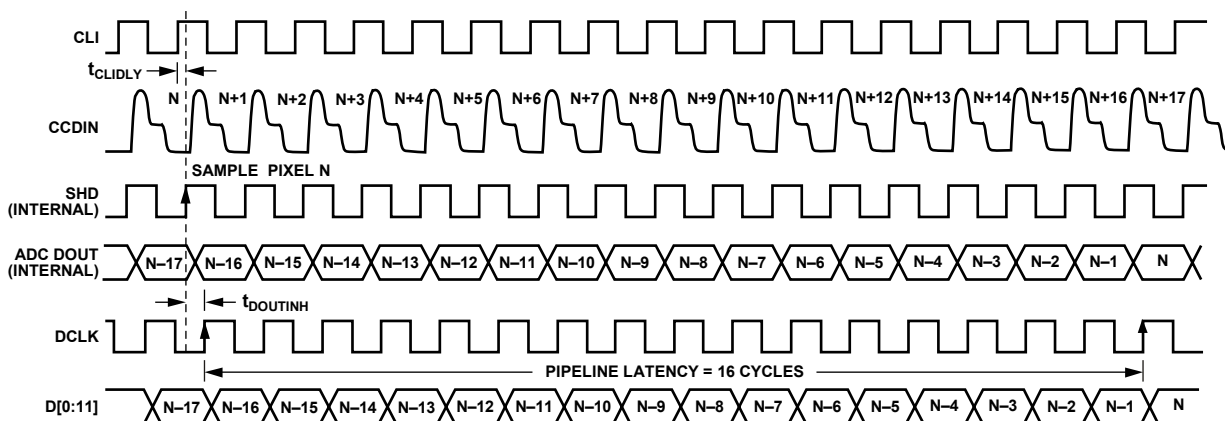 CLI
tCLIDLY
N N+1 N+2 N+3 N+4 N+5 N+6 N+7 N+8 N+9 N+10 N+11 N+12 N+13 N+14 N+15 N+16 N+17
CCDIN
SAMPLE PIXEL N
SHD
(INTERNAL)
ADC DOUT
(INTERNAL)
N–17 N–16 N–15 N–14 N–13 N–12 N–11 N–10 N–9 N–8 N–7 N–6 N–5 N–4 N–3 N–2 N–1 N
tDOUTINH
DCLK
PIPELINE LATENCY = 16 CYCLES
D[0:11]
N–17 N–16 N–15 N–14 N–13 N–12 N–11 N–10 N–9 N–8 N–7 N–6 N–5 N–4 N–3 N–2 N–1 N